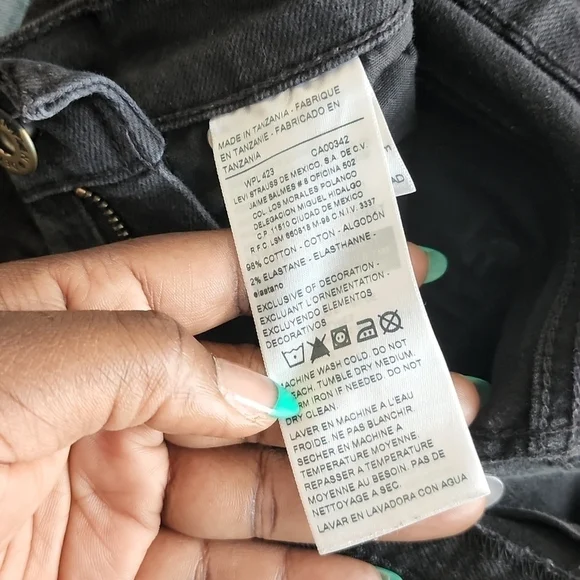 MADE IN TANZANIA - FABRIQUE
EN TANZANIE - FABRICADO EN
TANZANIA
WPL 423 CA00342
LEVI STRAUSS DE MEXICO, S.A. DE C.V.
JAIME BALMES # 8 OFICINA 502
COL LOS MORALES POLANCO
DELEGACION MIGUEL HIDALGO
C.P. 11510 CIUDAD DE MEXICO
R.F.C. LSM 660818 M-98 C.N.I.V. 3337
98% COTTON - COTON - ALGODÓN
2% ELASTANE - ELASTHANNE -
elastano
EXCLUSIVE OF DECORATION -
EXCLUANT L'ORNEMENTATION -
EXCLUYENDO ELEMENTOS
DECORATIVOS
MACHINE WASH COLD. DO NOT
TUMBLE DRY MEDIUM.
IRON IF NEEDED. DO NOT
DRY CLEAN.
LAVER EN MACHINE À L'EAU
FROIDE. NE PAS BLANCHIR.
SECHER EN MACHINE A
TEMPERATURE MOYENNE.
REPASSER A TEMPERATURE
MOYENNE AU BESOIN. PAS DE
NETTOYAGE A SEC.
LAVAR EN LAVADORA CON AGUA